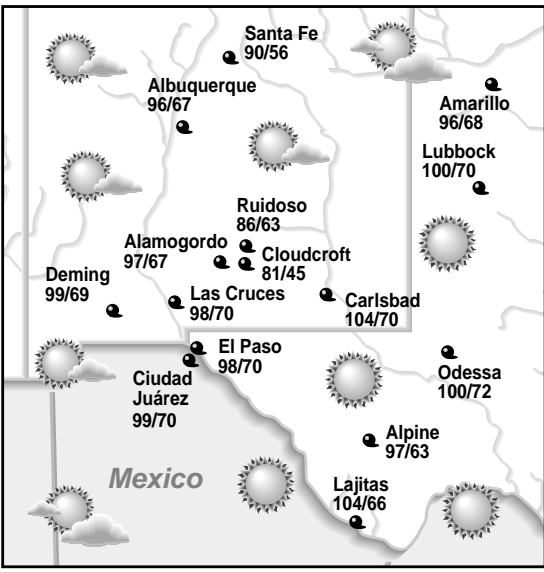 Santa Fe
90/56
Albuquerque
96/67
Amarillo
96/68
Lubbock
100/70
Ruidoso
86/63
Alamogordo
97/67
Cloudcroft
81/45
Deming
99/69
Las Cruces
98/70
Carlsbad
104/70
El Paso
98/70
Ciudad
Juárez
99/70
Odessa
100/72
Alpine
97/63
Mexico
Lajitas
104/66